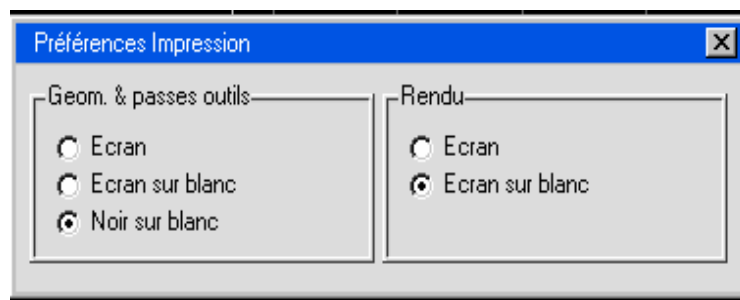 Préférences Impression
Geom. & passes outils
Ecran
Ecran sur blanc
Noir sur blanc
Rendu
Ecran
Ecran sur blanc